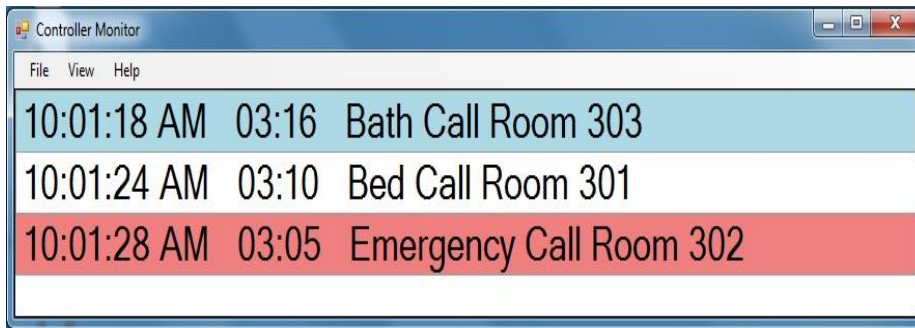 Controller Monitor
File View Help
10:01:18 AM 03:16 Bath Call Room 303
10:01:24 AM 03:10 Bed Call Room 301
10:01:28 AM 03:05 Emergency Call Room 302